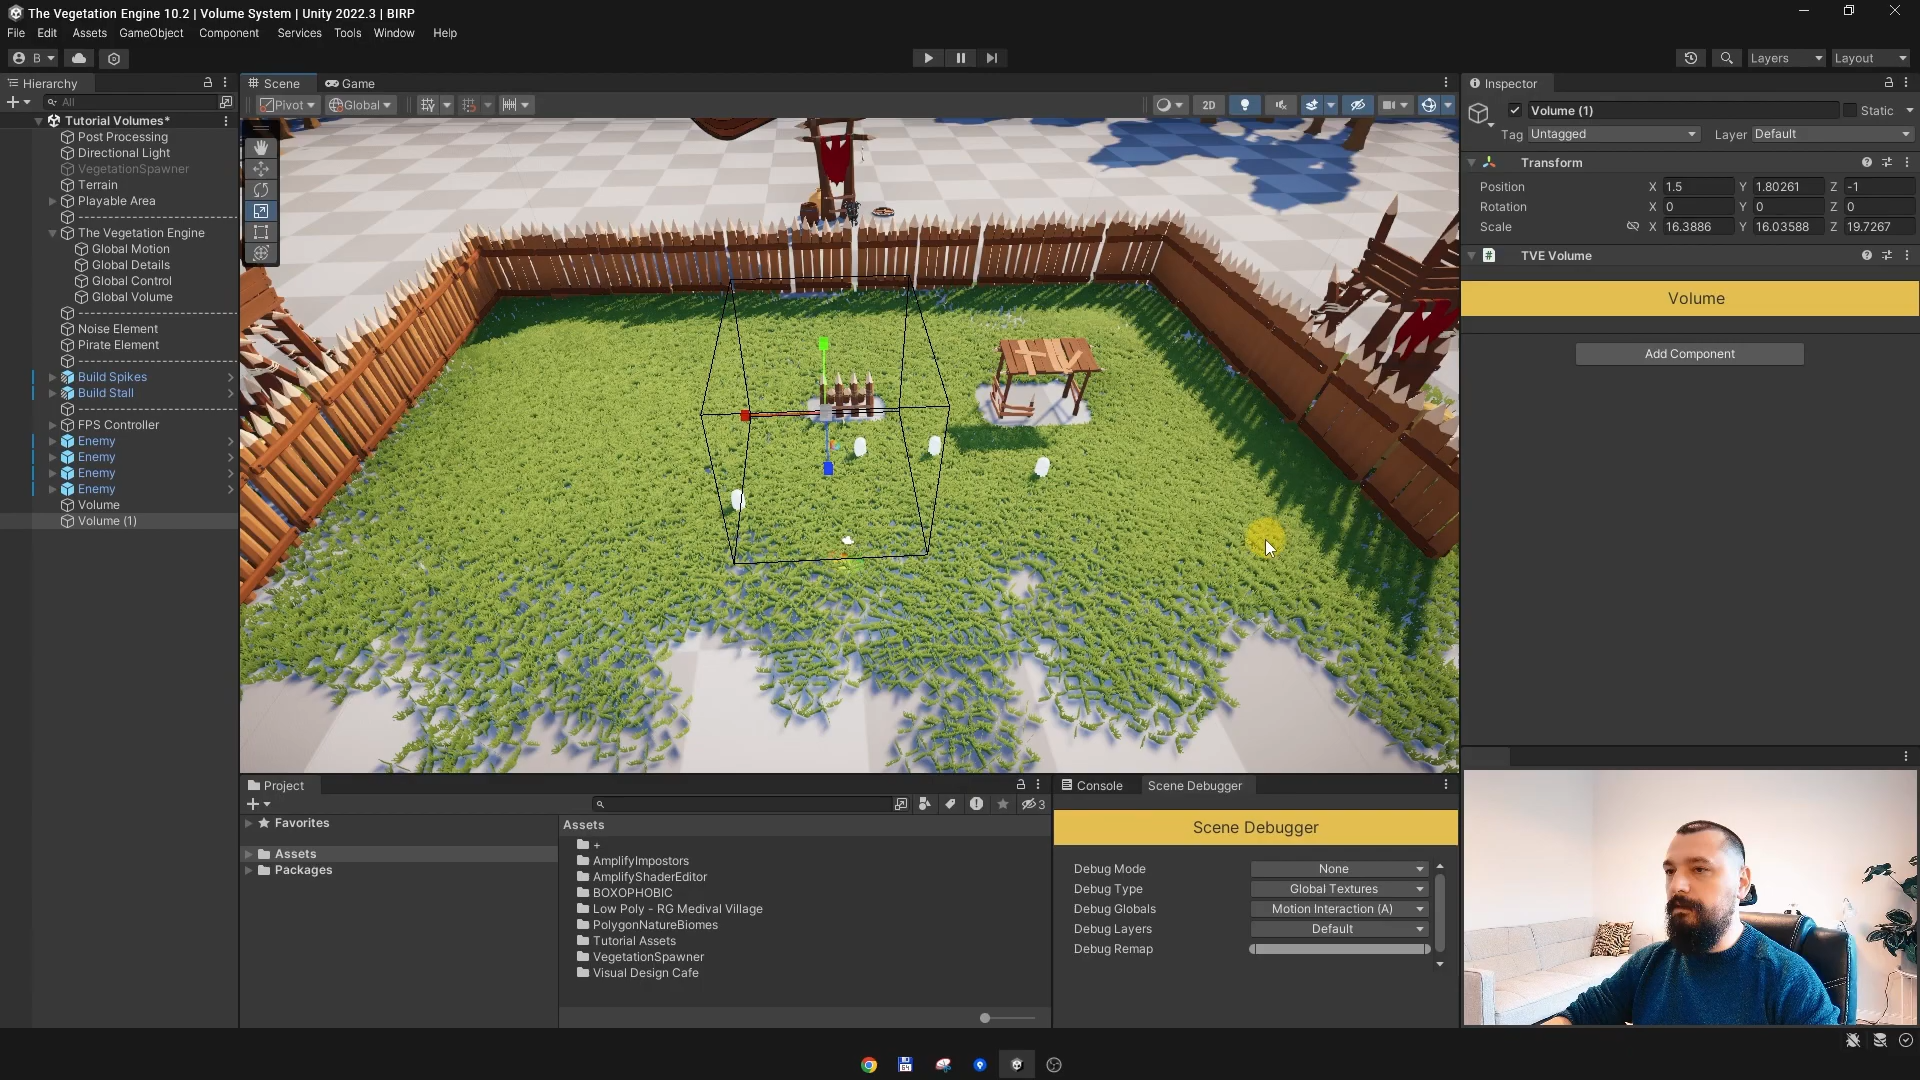 The Vegetation Engine 10.2 | Volume System | Unity 2022.3 | BIRP
File Edit Assets GameObject Component Services Tools Window Help
B Layers Layout
Hierarchy
All
Tutorial Volumes*
Post Processing
Directional Light
VegetationSpawner
Terrain
Playable Area
The Vegetation Engine
Global Motion
Global Details
Global Control
Global Volume
Noise Element
Pirate Element
Build Spikes
Build Stall
FPS Controller
Enemy
Enemy
Enemy
Enemy
Volume
Volume (1)
Scene Game
Pivot Global 2D
Inspector
Volume (1) Static
Tag Untagged Layer Default
Transform
Position X 1.5 Y 1.80261 Z -1
Rotation X 0 Y 0 Z 0
Scale X 16.3886 Y 16.03588 Z 19.7267
TVE Volume
Volume
Add Component
Project
3
Favorites
Assets
Packages
Assets
+
AmplifyImpostors
AmplifyShaderEditor
BOXOPHOBIC
Low Poly - RG Medival Village
PolygonNatureBiomes
Tutorial Assets
VegetationSpawner
Visual Design Cafe
Console Scene Debugger
Scene Debugger
Debug Mode None
Debug Type Global Textures
Debug Globals Motion Interaction (A)
Debug Layers Default
Debug Remap